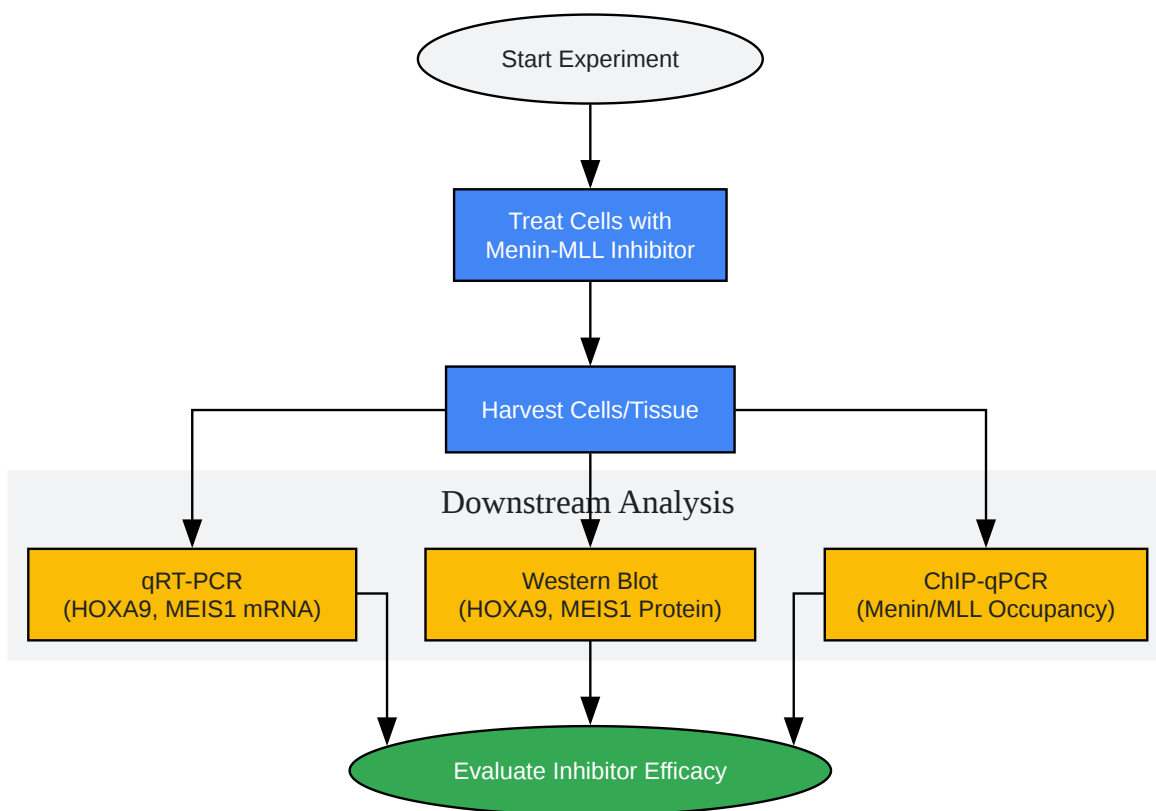 Start Experiment
Treat Cells with
Menin-MLL Inhibitor
Harvest Cells/Tissue
Downstream Analysis
qRT-PCR
(HOXA9, MEIS1 mRNA)
Western Blot
(HOXA9, MEIS1 Protein)
ChIP-qPCR
(Menin/MLL Occupancy)
Evaluate Inhibitor Efficacy